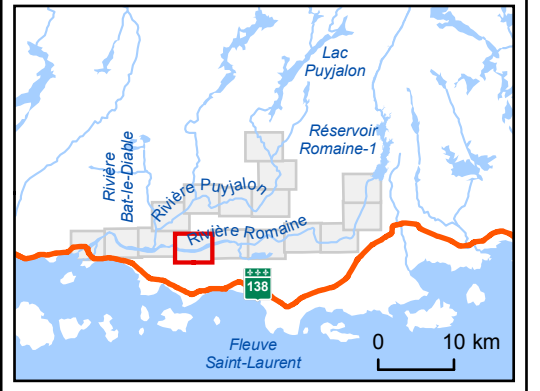 Lac
Puyjalon
Réservoir
Romaine-1
Rivière
Bat-le-Diable
Rivière Puyjalon
Rivière Romaine
138
Fleuve
Saint-Laurent
0 10 km